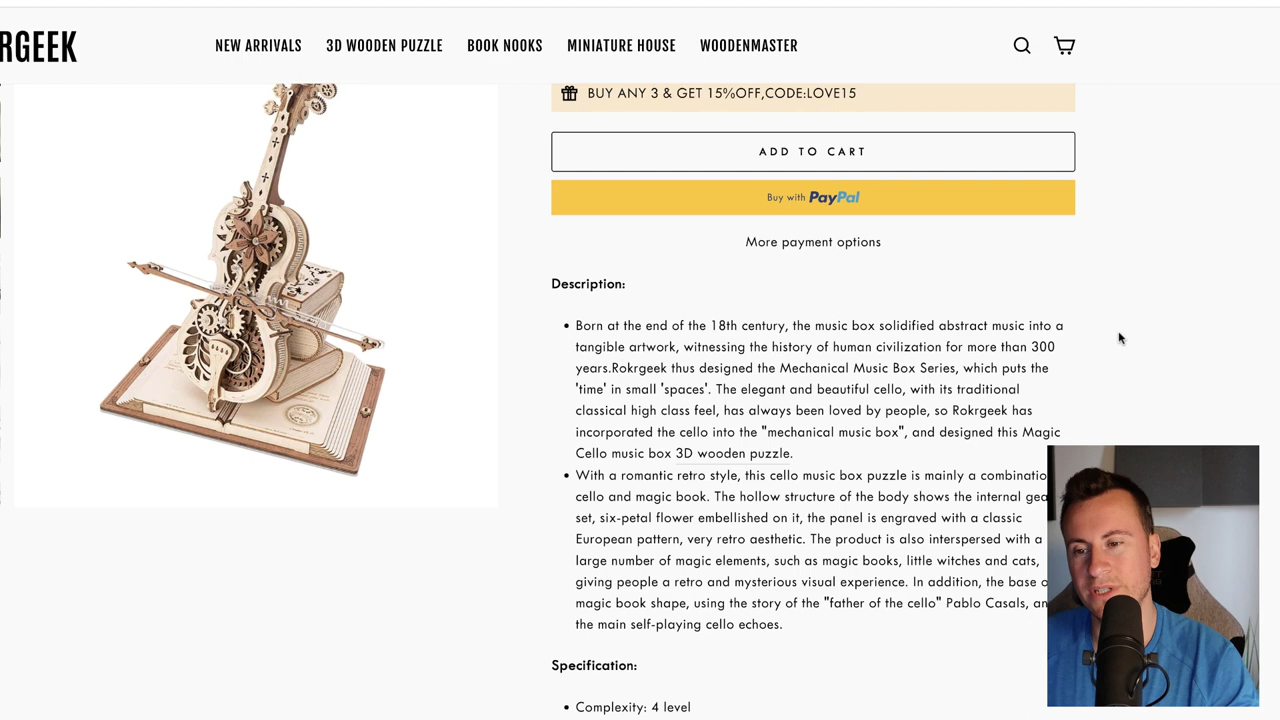 RGEEK
NEW ARRIVALS
3D WOODEN PUZZLE
BOOK NOOKS
MINIATURE HOUSE
WOODENMASTER
BUY ANY 3 & GET 15%OFF,CODE:LOVE15
ADD TO CART
Buy with PayPal
More payment options
Description:
Born at the end of the 18th century, the music box solidified abstract music into a
tangible artwork, witnessing the history of human civilization for more than 300
years.Rokrgeek thus designed the Mechanical Music Box Series, which puts the
'time' in small 'spaces'. The elegant and beautiful cello, with its traditional
classical high class feel, has always been loved by people, so Rokrgeek has
incorporated the cello into the "mechanical music box", and designed this Magic
Cello music box 3D wooden puzzle.
With a romantic retro style, this cello music box puzzle is mainly a combinatio
cello and magic book. The hollow structure of the body shows the internal gea
set, six-petal flower embellished on it, the panel is engraved with a classic
European pattern, very retro aesthetic. The product is also interspersed with a
large number of magic elements, such as magic books, little witches and cats,
giving people a retro and mysterious visual experience. In addition, the base o
magic book shape, using the story of the "father of the cello" Pablo Casals, an
the main self-playing cello echoes.
Specification:
Complexity: 4 level